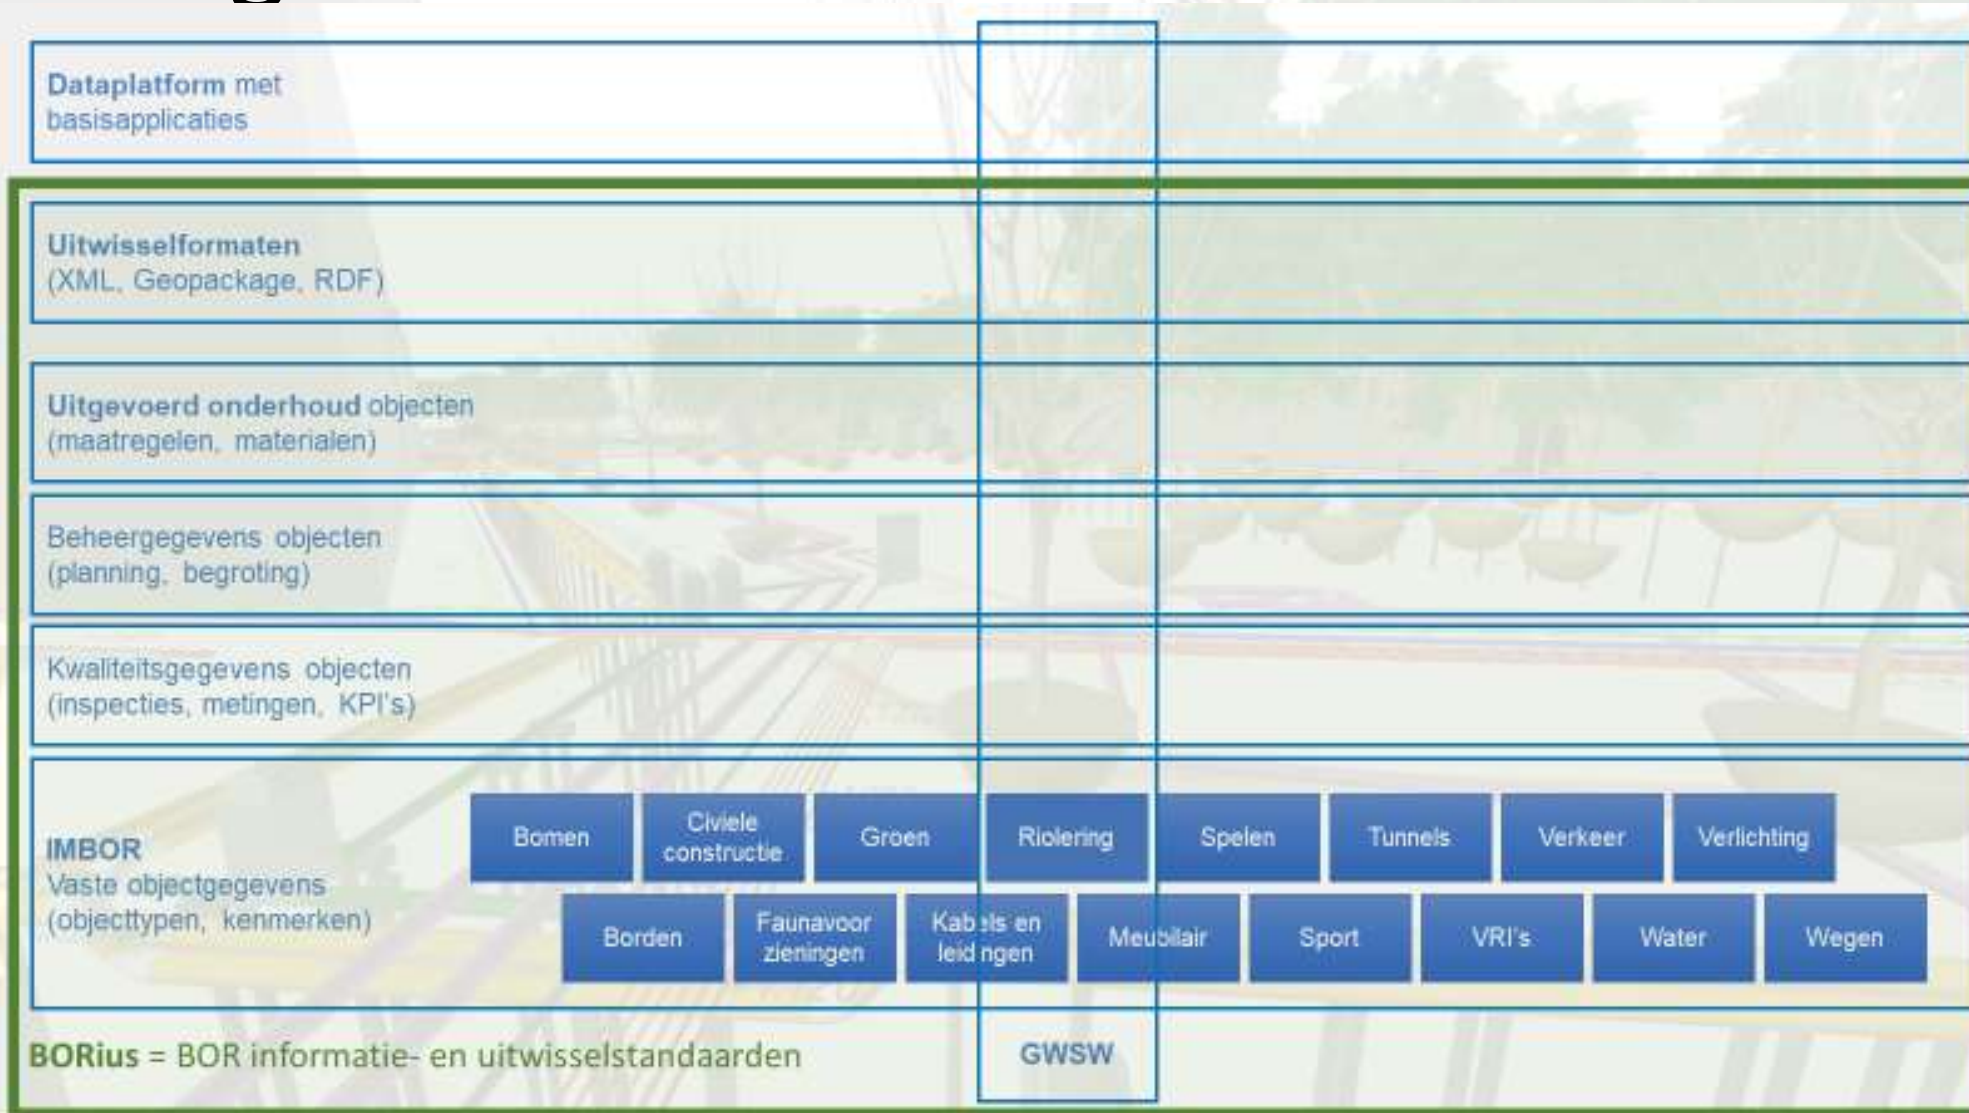 Dataplatform met
basisapplicaties
Uitwisselformaten
(XML, Geopackage, RDF)
Uitgevoerd onderhoud objecten
(maatregelen, materialen)
Beheergegevens objecten
(planning, begroting)
Kwaliteitsgegevens objecten
(inspecties, metingen, KPI's)
IMBOR
Vaste objectgegevens
(objecttypen, kenmerken)
Bomen
Civiele
constructie
Groen
Riolering
Spelen
Tunnels
Verkeer
Verlichting
Borden
Faunavoor
zieningen
Kabels en
leidingen
Meubilair
Sport
VRI's
Water
Wegen
BORius = BOR informatie- en uitwisselstandaarden
GWSW